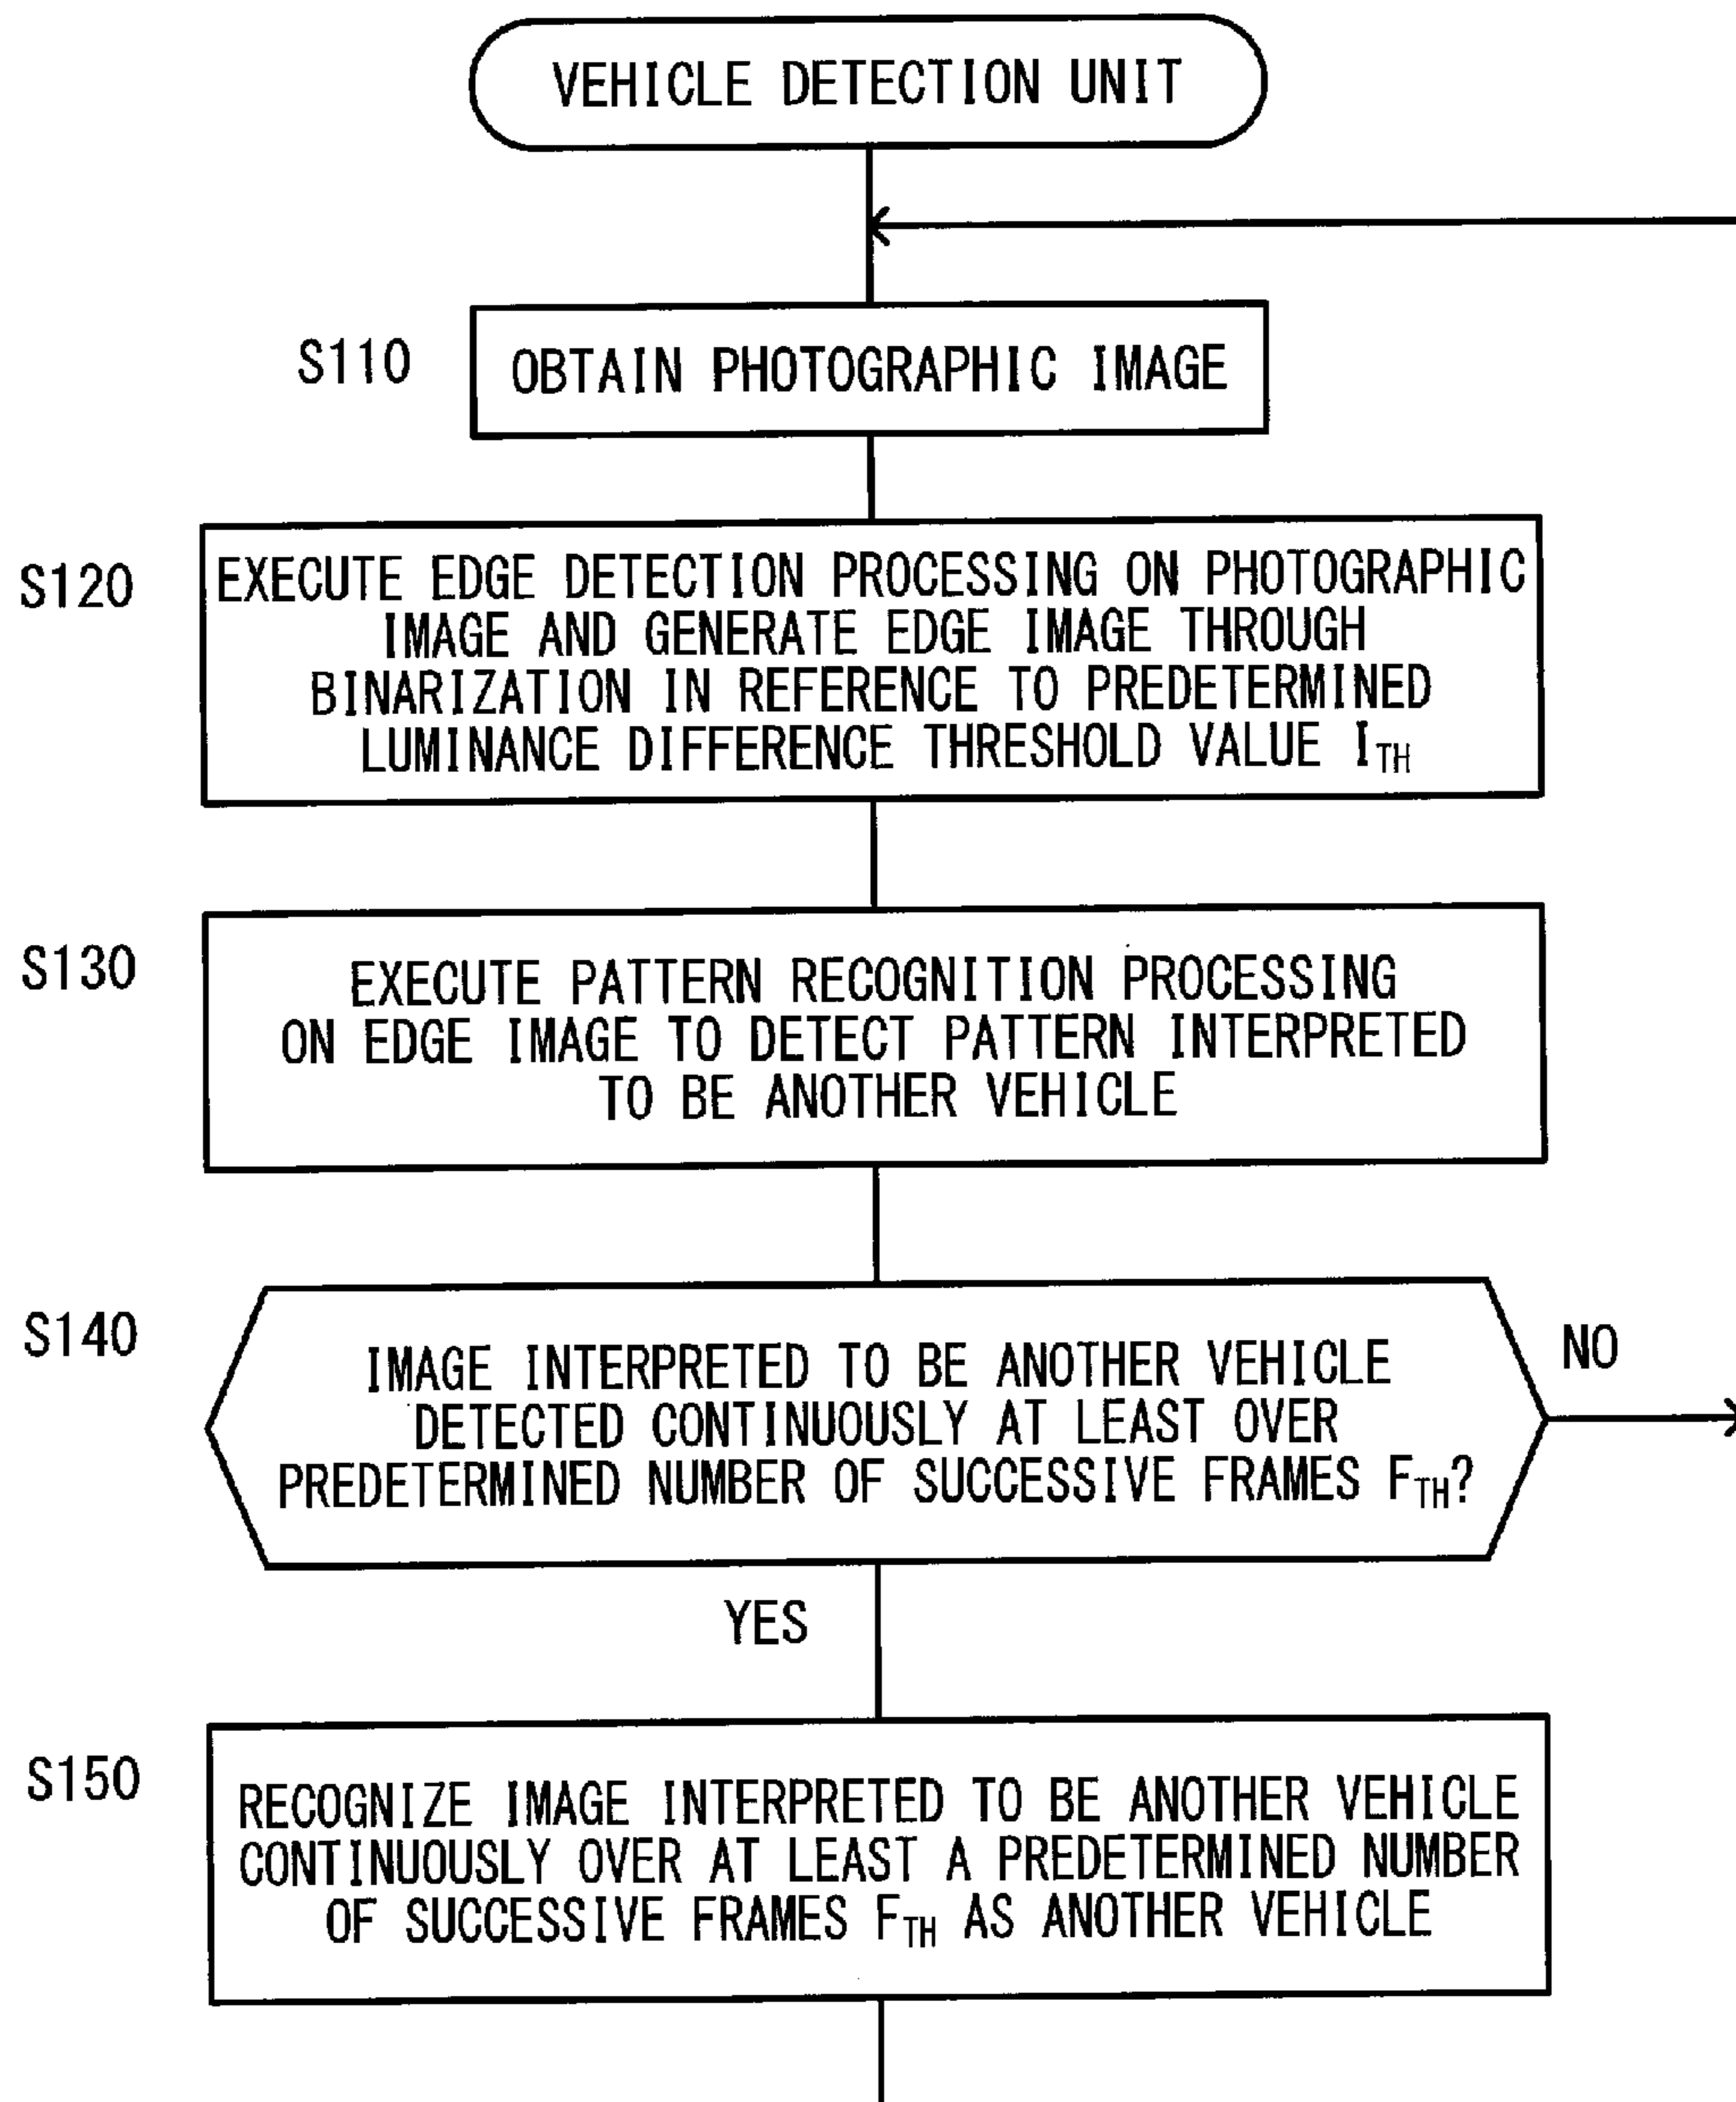 VEHICLE DETECTION UNIT
S110
OBTAIN PHOTOGRAPHIC IMAGE
S120
EXECUTE EDGE DETECTION PROCESSING ON PHOTOGRAPHIC
IMAGE AND GENERATE EDGE IMAGE THROUGH
BINARIZATION IN REFERENCE TO PREDETERMINED
LUMINANCE DIFFERENCE THRESHOLD VALUE I_TH
S130
EXECUTE PATTERN RECOGNITION PROCESSING
ON EDGE IMAGE TO DETECT PATTERN INTERPRETED
TO BE ANOTHER VEHICLE
S140
IMAGE INTERPRETED TO BE ANOTHER VEHICLE
DETECTED CONTINUOUSLY AT LEAST OVER
PREDETERMINED NUMBER OF SUCCESSIVE FRAMES F_TH?
NO
YES
S150
RECOGNIZE IMAGE INTERPRETED TO BE ANOTHER VEHICLE
CONTINUOUSLY OVER AT LEAST A PREDETERMINED NUMBER
OF SUCCESSIVE FRAMES F_TH AS ANOTHER VEHICLE